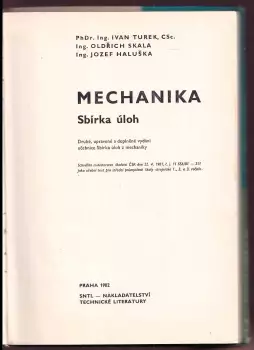 PhDr. Ing. IVAN TUREK, CSc.
Ing. OLDŘICH SKALA
Ing. JOZEF HALUŠKA
MECHANIKA
Sbírka úloh
Druhé, upravené a doplněné vydání
učebnice Sbírka úloh z mechaniky
PRAHA 1982
SNTL — NAKLADATELSTVÍ
TECHNICKÉ LITERATURY